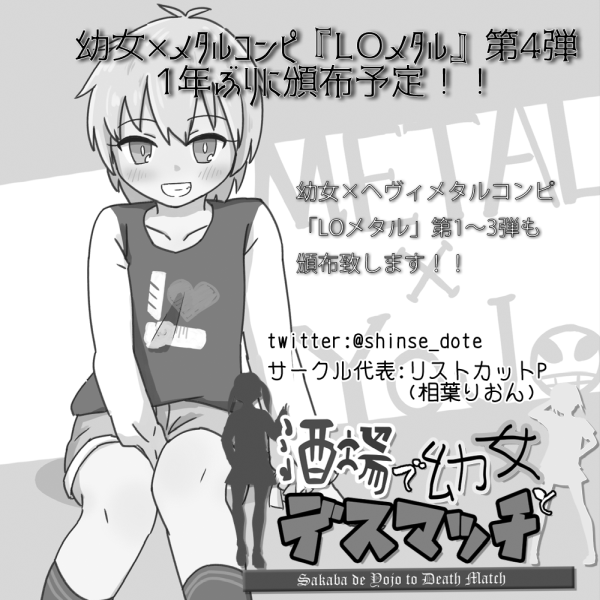 幼女×メタルコンピ『LOメタル』第4弾
1年ぶりに頒布予定！！
METAL
×
YoJo
幼女×ヘヴィメタルコンピ
「LOメタル」第1～3弾も
頒布致します！！
twitter:@shinse_dote
サークル代表:リストカットP
(相葉りおん)
酒場で幼女と
デスマッチ
Sakaba de Yojo to Death Match